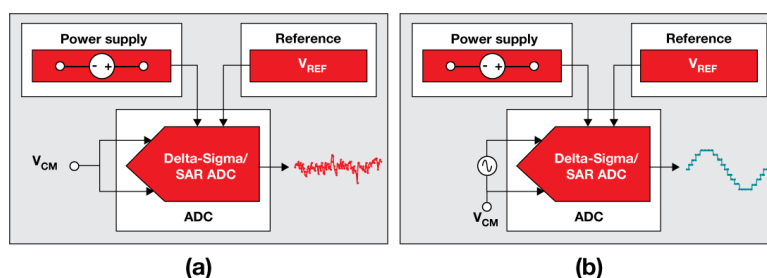 Power supply
- +
Reference
VREF
VCM
Delta-Sigma/
SAR ADC
ADC
(a)
Power supply
- +
Reference
VREF
Delta-Sigma/
SAR ADC
VCM
ADC
(b)